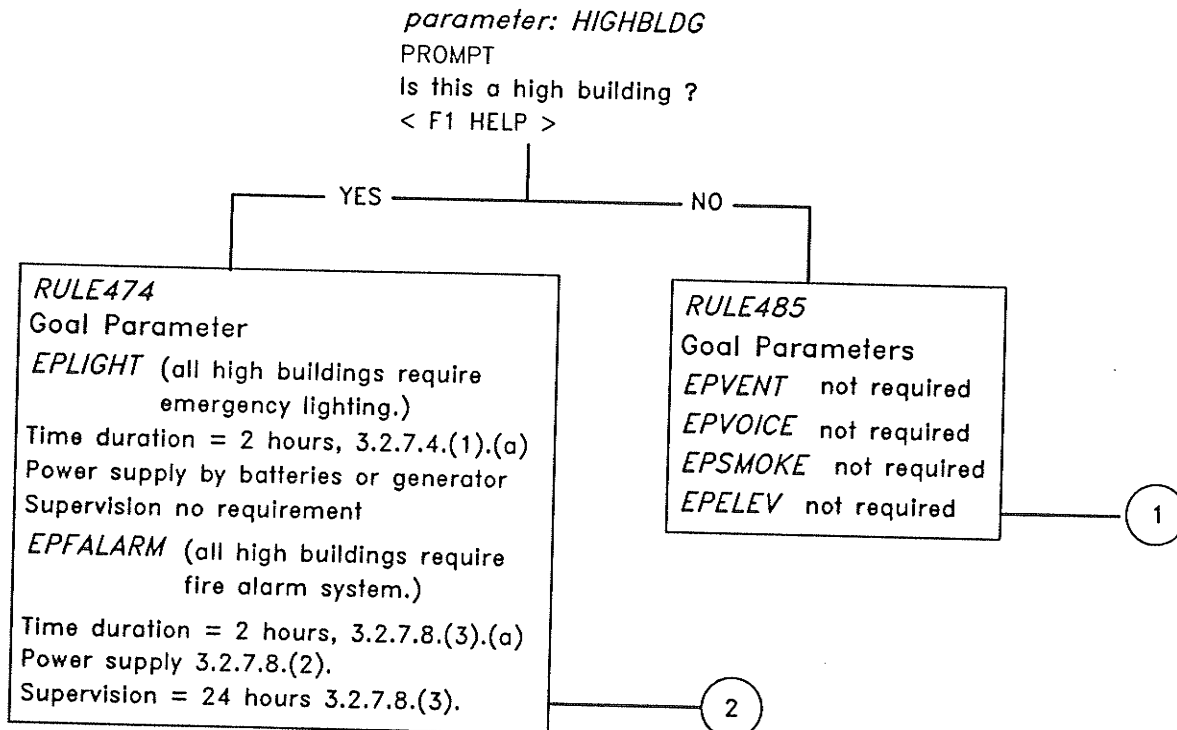 parameter: HIGHBLDG
PROMPT
Is this a high building ?
< F1 HELP >
YES
NO
RULE474
Goal Parameter
EPLIGHT (all high buildings require
emergency lighting.)
Time duration = 2 hours, 3.2.7.4.(1).(a)
Power supply by batteries or generator
Supervision no requirement
EPFALARM (all high buildings require
fire alarm system.)
Time duration = 2 hours, 3.2.7.8.(3).(a)
Power supply 3.2.7.8.(2).
Supervision = 24 hours 3.2.7.8.(3).
2
RULE485
Goal Parameters
EPVENT not required
EPVOICE not required
EPSMOKE not required
EPELEV not required
1